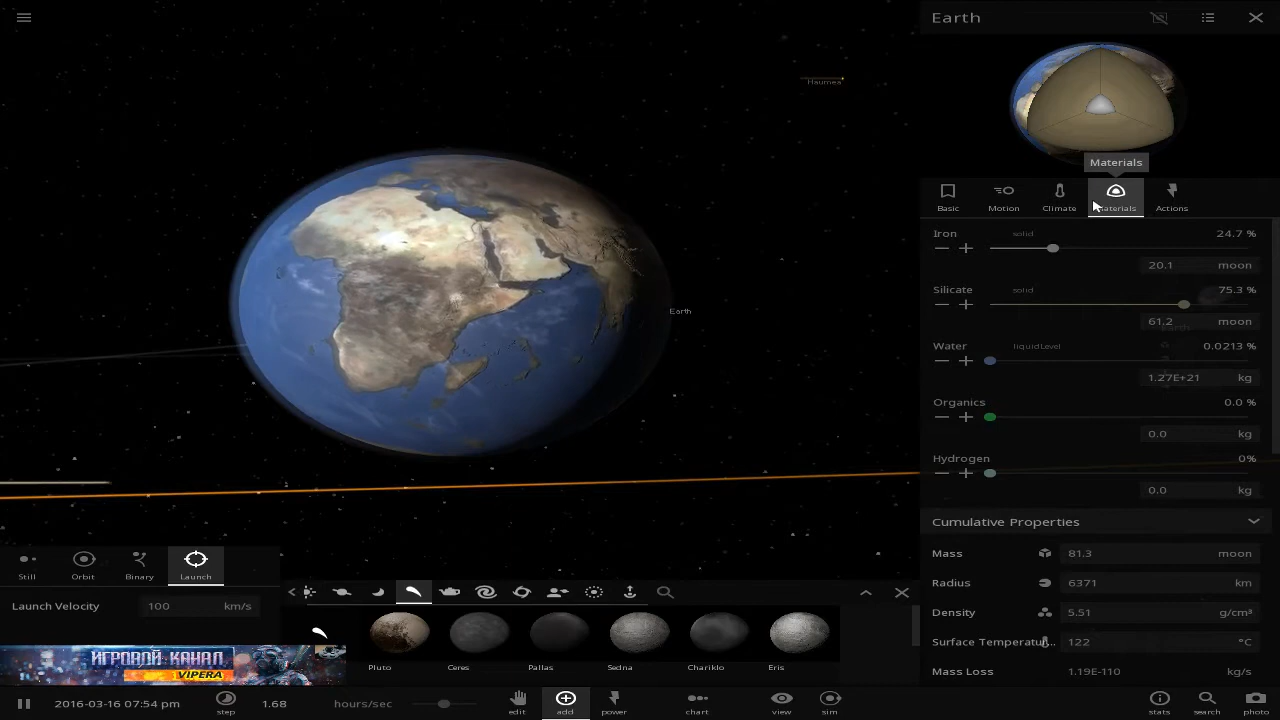 Earth
Haumea
Materials
Basic
Motion
Climate
Materials
Actions
Iron solid 24.7 %
20.1 moon
Silicate solid 75.3 %
61.2 moon
Earth
Water liquidLevel 0.0213 %
1.27E+21 kg
Organics 0.0 %
0.0 kg
Hydrogen 0%
0.0 kg
Cumulative Properties
Mass 81.3 moon
Radius 6371 km
Density 5.51 g/cm³
Surface Temperatur... 122 °C
Mass Loss 1.19E-110 kg/s
Still
Orbit
Binary
Launch
Launch Velocity 100 km/s
Pluto
Ceres
Pallas
Sedna
Chariklo
Eris
ИГРОВОЙ КАНАЛ
VIPERA
2016-03-16 07:54 pm
step
1.68 hours/sec
edit
add
power
chart
view
sim
stats
search
photo